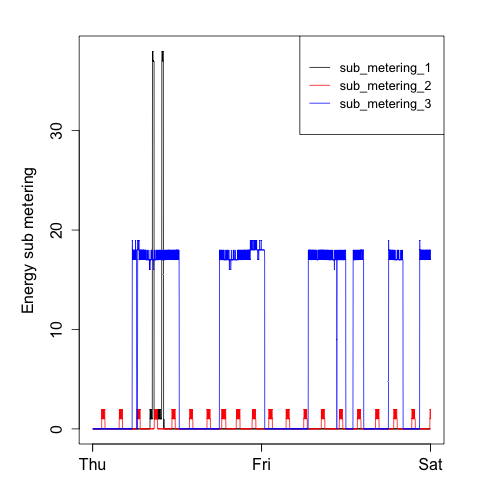 sub_metering_1
sub_metering_2
sub_metering_3
Energy sub metering
30
20
10
0
Thu Fri Sat